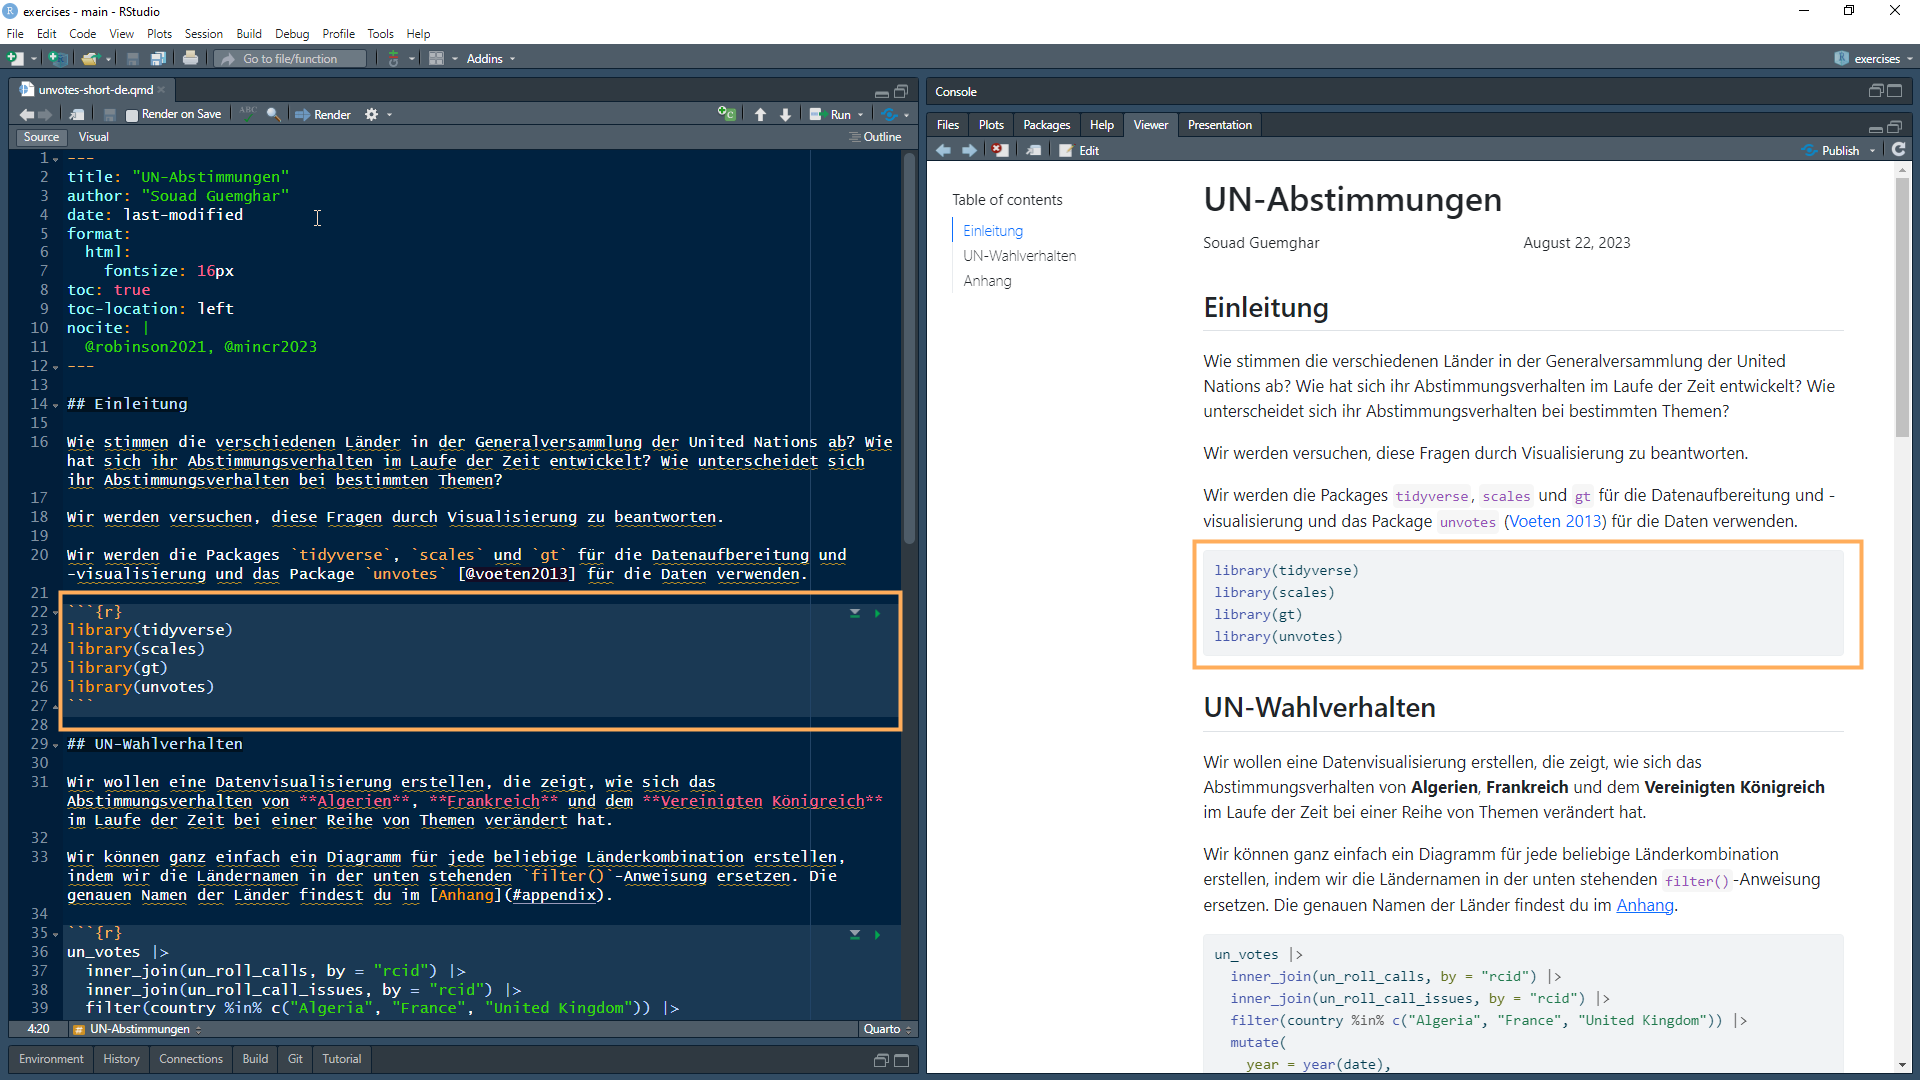 exercises - main - RStudio
File Edit Code View Plots Session Build Debug Profile Tools Help
Go to file/function Addins exercises
unvotes-short-de.qmd
Render on Save ABC Render Run
Source Visual Outline
1 ---
2 title: "UN-Abstimmungen"
3 author: "Souad Guemghar"
4 date: last-modified
5 format:
6 html:
7 fontsize: 16px
8 toc: true
9 toc-location: left
10 nocite: |
11 @robinson2021, @mincr2023
12 ---
13
14 ## Einleitung
15
16 Wie stimmen die verschiedenen Länder in der Generalversammlung der United Nations ab? Wie
hat sich ihr Abstimmungsverhalten im Laufe der Zeit entwickelt? Wie unterscheidet sich
ihr Abstimmungsverhalten bei bestimmten Themen?
17
18 Wir werden versuchen, diese Fragen durch Visualisierung zu beantworten.
19
20 Wir werden die Packages `tidyverse`, `scales` und `gt` für die Datenaufbereitung und
-visualisierung und das Package `unvotes` [@voeten2013] für die Daten verwenden.
21
22 ```{r}
23 library(tidyverse)
24 library(scales)
25 library(gt)
26 library(unvotes)
27 ```
28
29 ## UN-Wahlverhalten
30
31 Wir wollen eine Datenvisualisierung erstellen, die zeigt, wie sich das
Abstimmungsverhalten von **Algerien**, **Frankreich** und dem **Vereinigten Königreich**
im Laufe der Zeit bei einer Reihe von Themen verändert hat.
32
33 Wir können ganz einfach ein Diagramm für jede beliebige Länderkombination erstellen,
indem wir die Ländernamen in der unten stehenden `filter()`-Anweisung ersetzen. Die
genauen Namen der Länder findest du im [Anhang](#appendix).
34
35 ```{r}
36 un_votes |>
37 inner_join(un_roll_calls, by = "rcid") |>
38 inner_join(un_roll_call_issues, by = "rcid") |>
39 filter(country %in% c("Algeria", "France", "United Kingdom")) |>
4:20 # UN-Abstimmungen Quarto
Environment History Connections Build Git Tutorial
Console
Files Plots Packages Help Viewer Presentation
Edit Publish
Table of contents
Einleitung
UN-Wahlverhalten
Anhang
UN-Abstimmungen
Souad Guemghar August 22, 2023
Einleitung
Wie stimmen die verschiedenen Länder in der Generalversammlung der United
Nations ab? Wie hat sich ihr Abstimmungsverhalten im Laufe der Zeit entwickelt? Wie
unterscheidet sich ihr Abstimmungsverhalten bei bestimmten Themen?
Wir werden versuchen, diese Fragen durch Visualisierung zu beantworten.
Wir werden die Packages tidyverse, scales und gt für die Datenaufbereitung und -
visualisierung und das Package unvotes (Voeten 2013) für die Daten verwenden.
library(tidyverse)
library(scales)
library(gt)
library(unvotes)
UN-Wahlverhalten
Wir wollen eine Datenvisualisierung erstellen, die zeigt, wie sich das
Abstimmungsverhalten von Algerien, Frankreich und dem Vereinigten Königreich
im Laufe der Zeit bei einer Reihe von Themen verändert hat.
Wir können ganz einfach ein Diagramm für jede beliebige Länderkombination
erstellen, indem wir die Ländernamen in der unten stehenden filter()-Anweisung
ersetzen. Die genauen Namen der Länder findest du im Anhang.
un_votes |>
inner_join(un_roll_calls, by = "rcid") |>
inner_join(un_roll_call_issues, by = "rcid") |>
filter(country %in% c("Algeria", "France", "United Kingdom")) |>
mutate(
year = year(date),